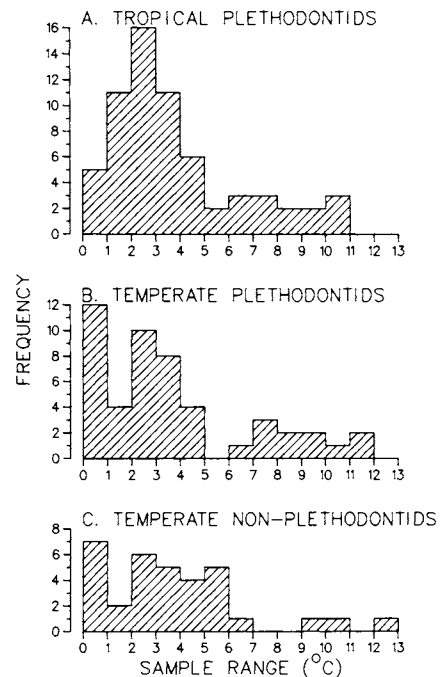 A. TROPICAL PLETHODONTIDS
16
14
12
10
8
6
4
2
0
0 1 2 3 4 5 6 7 8 9 10 11 12 13
B. TEMPERATE PLETHODONTIDS
12
10
8
6
4
2
0
0 1 2 3 4 5 6 7 8 9 10 11 12 13
FREQUENCY
C. TEMPERATE NON-PLETHODONTIDS
8
6
4
2
0
0 1 2 3 4 5 6 7 8 9 10 11 12 13
SAMPLE RANGE (°C)